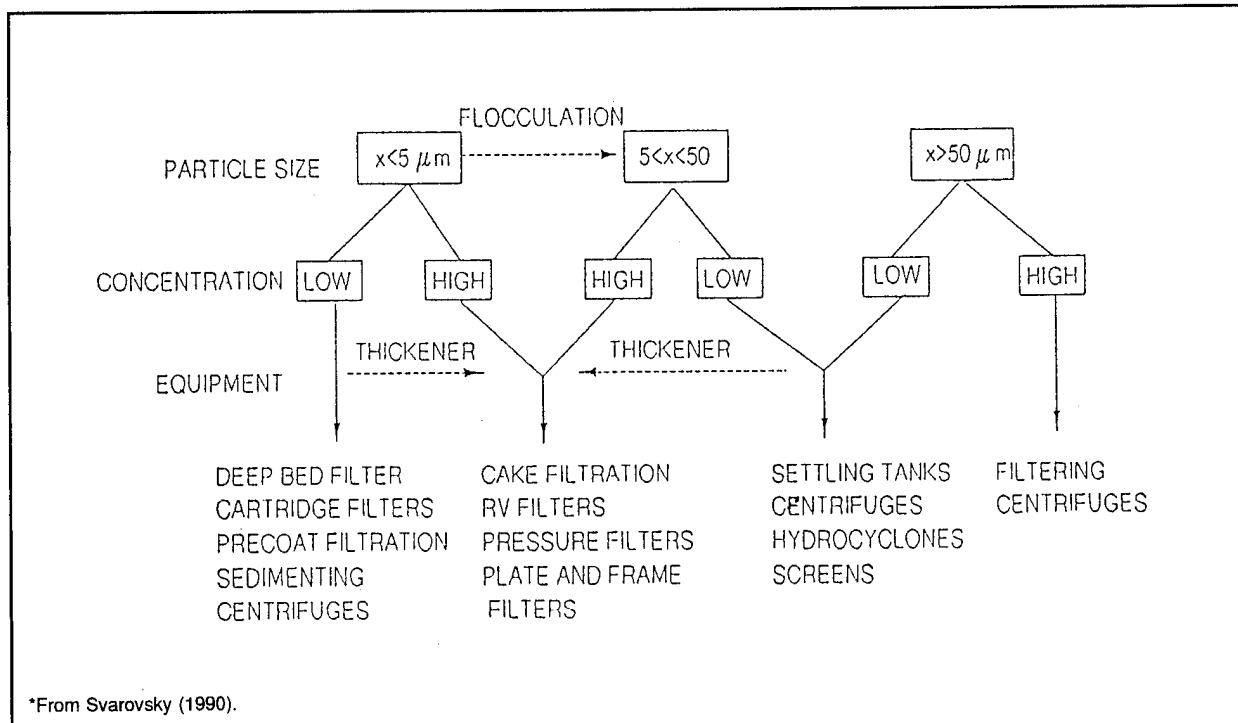 FLOCCULATION
PARTICLE SIZE x<5 μm 5<x<50 x>50 μm
CONCENTRATION LOW HIGH HIGH LOW LOW HIGH
THICKENER THICKENER
EQUIPMENT
DEEP BED FILTER CAKE FILTRATION SETTLING TANKS FILTERING
CARTRIDGE FILTERS RV FILTERS CENTRIFUGES CENTRIFUGES
PRECOAT FILTRATION PRESSURE FILTERS HYDROCYCLONES
SEDIMENTING PLATE AND FRAME SCREENS
CENTRIFUGES FILTERS
*From Svarovsky (1990).